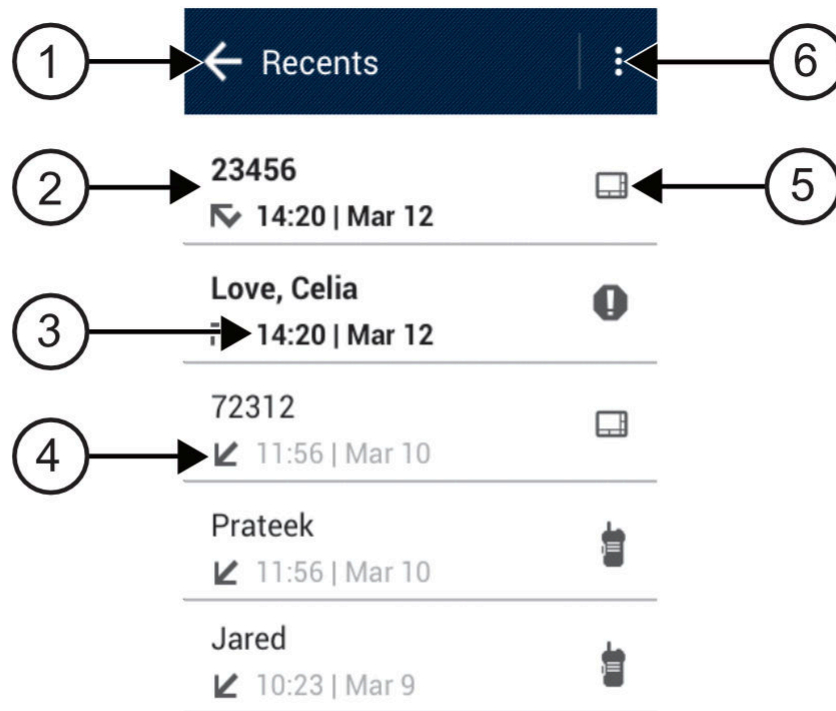 1
Recents
6
23456
2
5
14:20 | Mar 12
Love, Celia
3
14:20 | Mar 12
72312
4
11:56 | Mar 10
Prateek
11:56 | Mar 10
Jared
10:23 | Mar 9